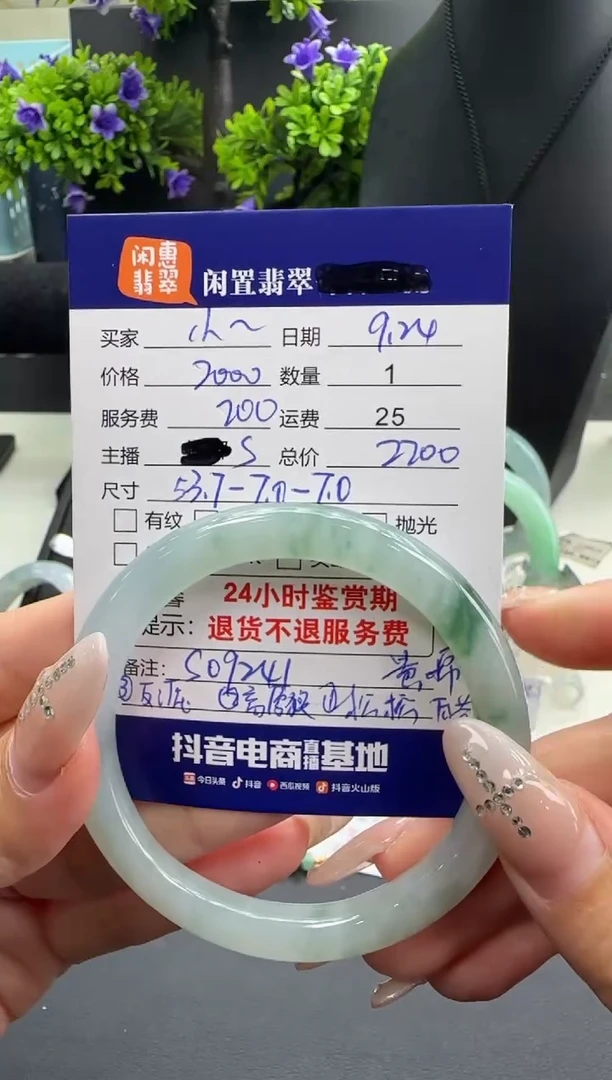 闲惠
翡翠
闲置翡翠
买家 日期 9.24
价格 2000 数量 1
服务费 200 运费 25
主播 S 总价 2200
尺寸 53.7-7.0-7.0
有纹 抛光
24小时鉴赏期
提示：退货不退服务费
备注：S09241
抖音电商直播基地
今日头条 抖音 西瓜视频 抖音火山版